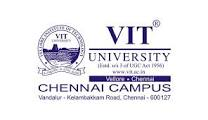 VIT®
UNIVERSITY
(Estd. u/s 3 of UGC Act 1956)
www.vit.ac.in
Vellore • Chennai
CHENNAI CAMPUS
Vandalur - Kelambakkam Road, Chennai - 600127